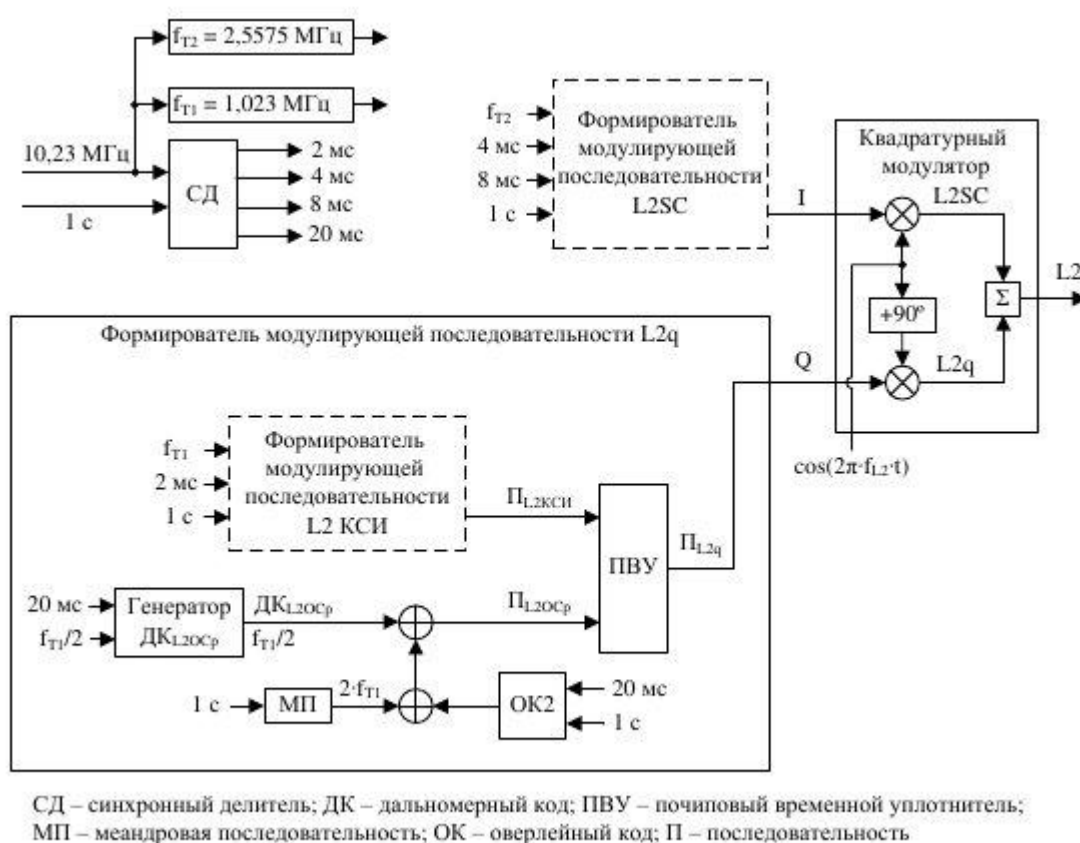 f_T2 = 2,5575 МГц
f_T1 = 1,023 МГц
10,23 МГц
1 с
СД
2 мс
4 мс
8 мс
20 мс
f_T2
4 мс
8 мс
1 с
Формирователь
модулирующей
последовательности
L2SC
I
Квадратурный
модулятор
L2SC
+90º
Σ
L2
L2q
Q
cos(2π·f_L2·t)
Формирователь модулирующей последовательности L2q
f_T1
2 мс
1 с
Формирователь
модулирующей
последовательности
L2 КСИ
П_L2КСИ
ПВУ
П_L2q
20 мс
f_T1/2
Генератор
ДК_L2OCp
ДК_L2OCp
f_T1/2
П_L2OCp
1 с
МП
2·f_T1
ОК2
20 мс
1 с
СД – синхронный делитель; ДК – дальномерный код; ПВУ – почиповый временной уплотнитель;
МП – меандровая последовательность; ОК – оверлейный код; П – последовательность